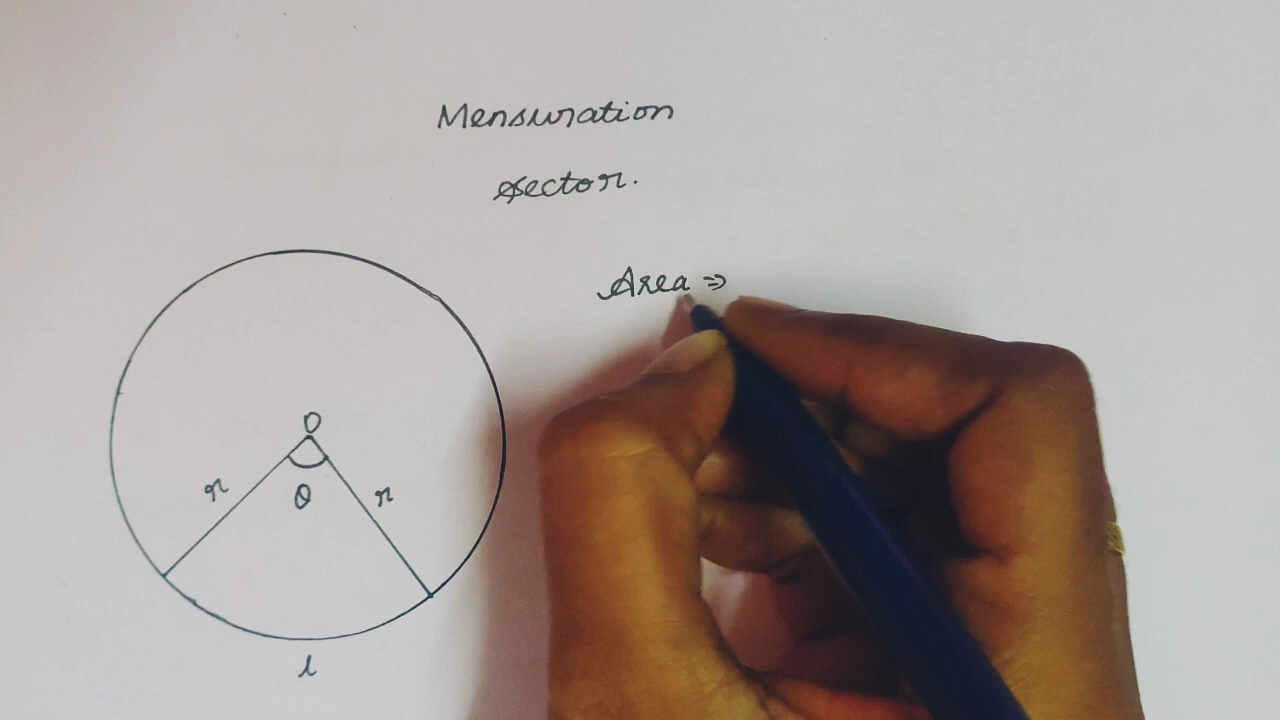 Mensuration
Sector.
Area ⇒
O
r
θ
r
l